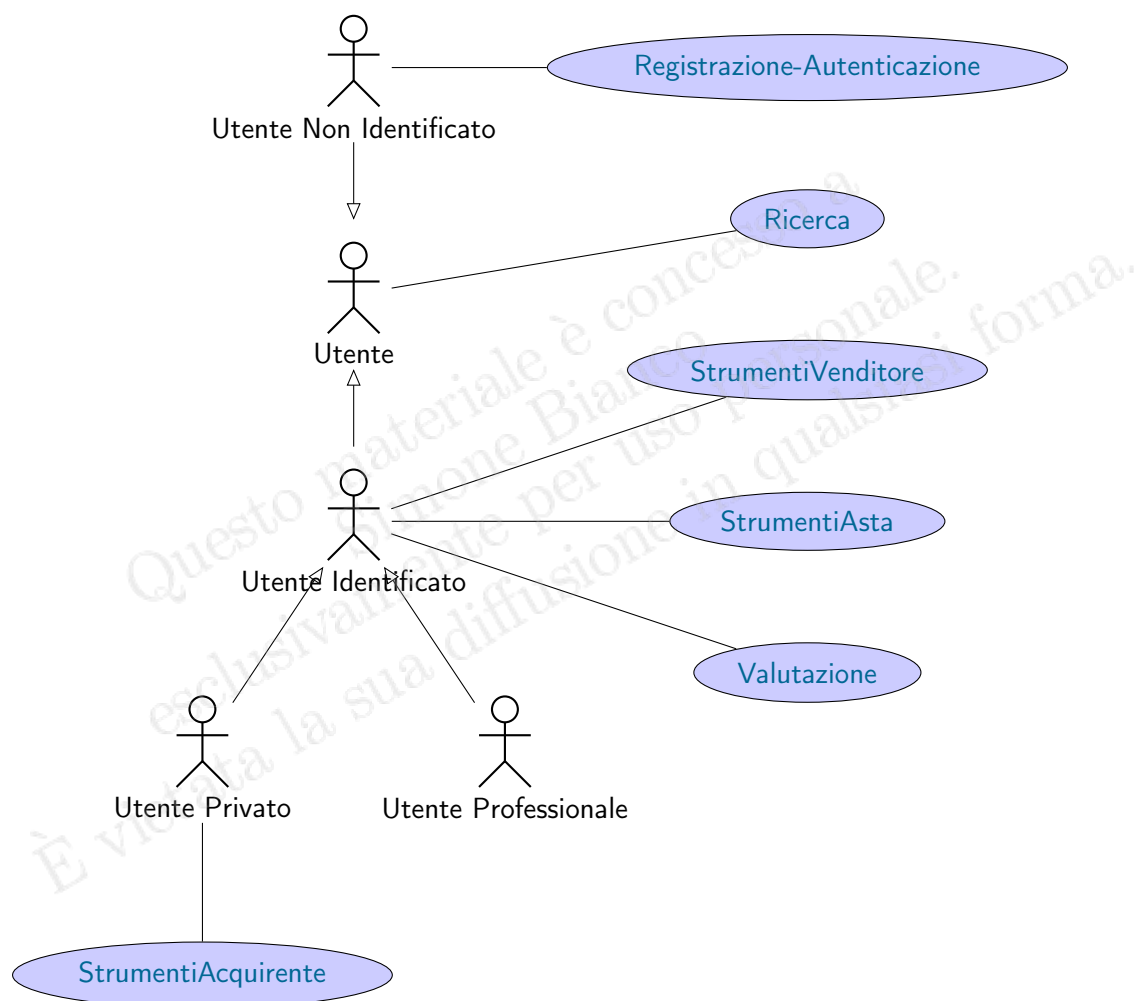 Registrazione-Autenticazione
Utente Non Identificato
Ricerca
Utente
StrumentiVenditore
StrumentiAsta
Utente Identificato
Valutazione
Utente Privato
Utente Professionale
StrumentiAcquirente
Questo materiale è concesso a
Simone Bianco
esclusivamente per uso personale.
È vietata la sua diffusione in qualsiasi forma.